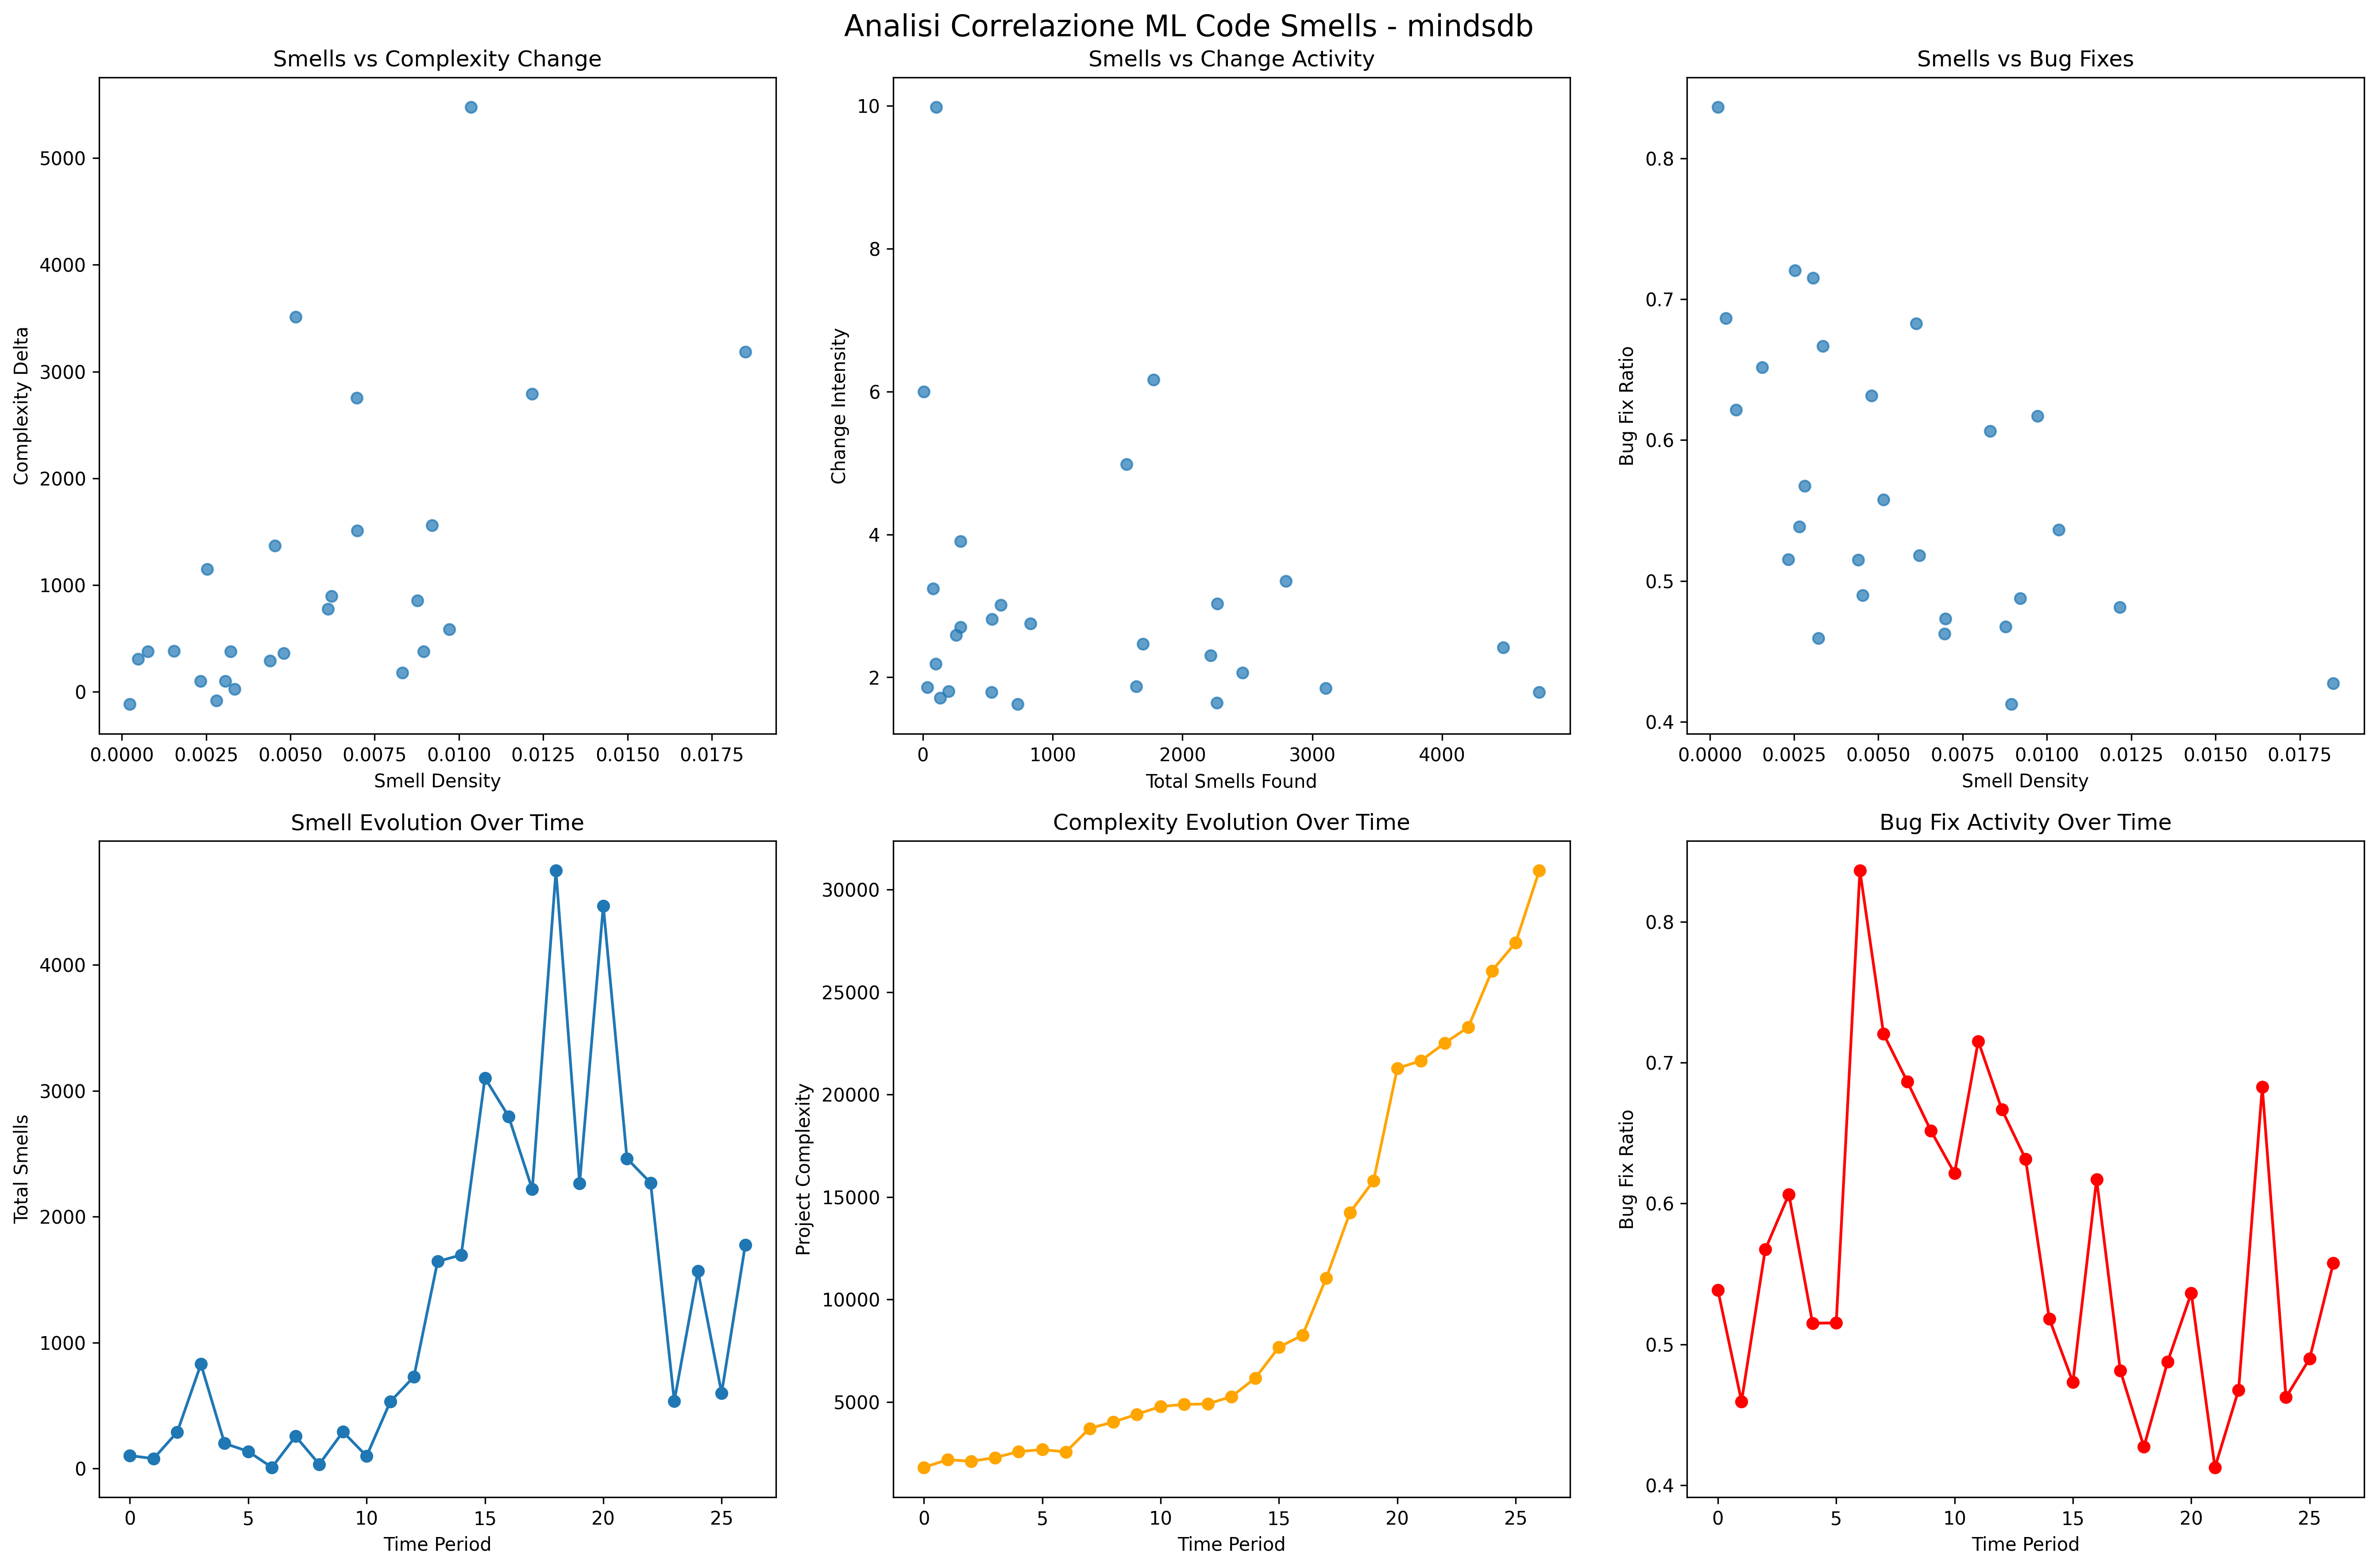 Analisi Correlazione ML Code Smells - mindsdb
Smells vs Complexity Change
Complexity Delta
5000
4000
3000
2000
1000
0
0.0000 0.0025 0.0050 0.0075 0.0100 0.0125 0.0150 0.0175
Smell Density
Smells vs Change Activity
Change Intensity
10
8
6
4
2
0 1000 2000 3000 4000
Total Smells Found
Smells vs Bug Fixes
Bug Fix Ratio
0.8
0.7
0.6
0.5
0.4
0.0000 0.0025 0.0050 0.0075 0.0100 0.0125 0.0150 0.0175
Smell Density
Smell Evolution Over Time
Total Smells
4000
3000
2000
1000
0
0 5 10 15 20 25
Time Period
Complexity Evolution Over Time
Project Complexity
30000
25000
20000
15000
10000
5000
0 5 10 15 20 25
Time Period
Bug Fix Activity Over Time
Bug Fix Ratio
0.8
0.7
0.6
0.5
0.4
0 5 10 15 20 25
Time Period